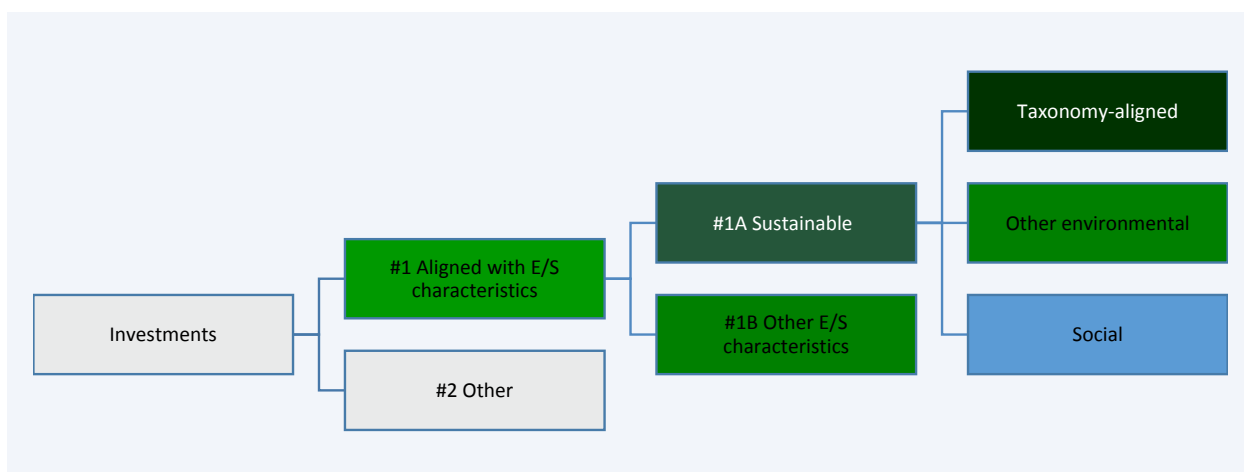 Investments
#1 Aligned with E/S
characteristics
#2 Other
#1A Sustainable
#1B Other E/S
characteristics
Taxonomy-aligned
Other environmental
Social